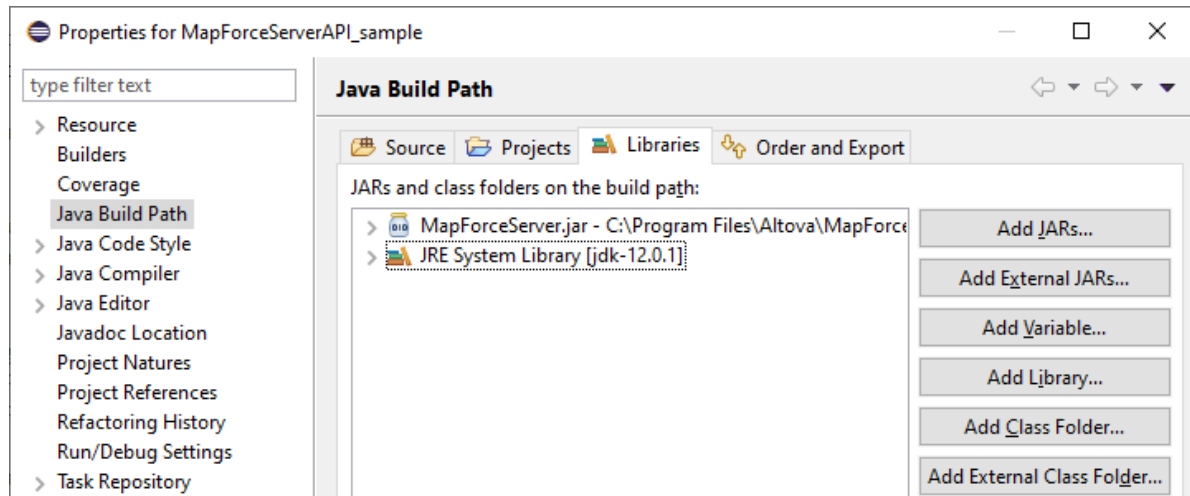 Properties for MapForceServerAPI_sample
type filter text
Resource
Builders
Coverage
Java Build Path
Java Code Style
Java Compiler
Java Editor
Javadoc Location
Project Natures
Project References
Refactoring History
Run/Debug Settings
Task Repository
Java Build Path
Source Projects Libraries Order and Export
JARs and class folders on the build path:
MapForceServer.jar - C:\Program Files\Altova\MapForce
JRE System Library [jdk-12.0.1]
Add JARs...
Add External JARs...
Add Variable...
Add Library...
Add Class Folder...
Add External Class Folder...